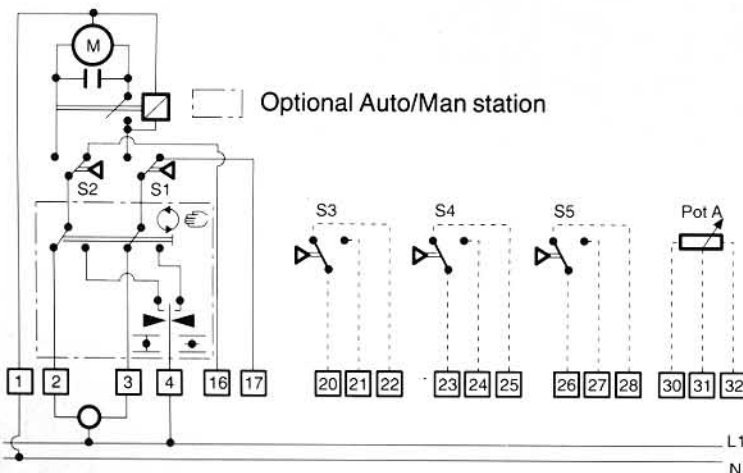 M
Optional Auto/Man station
S2
S1
S3
S4
S5
Pot A
1 2 3 4 16 17 20 21 22 23 24 25 26 27 28 30 31 32
L1
N